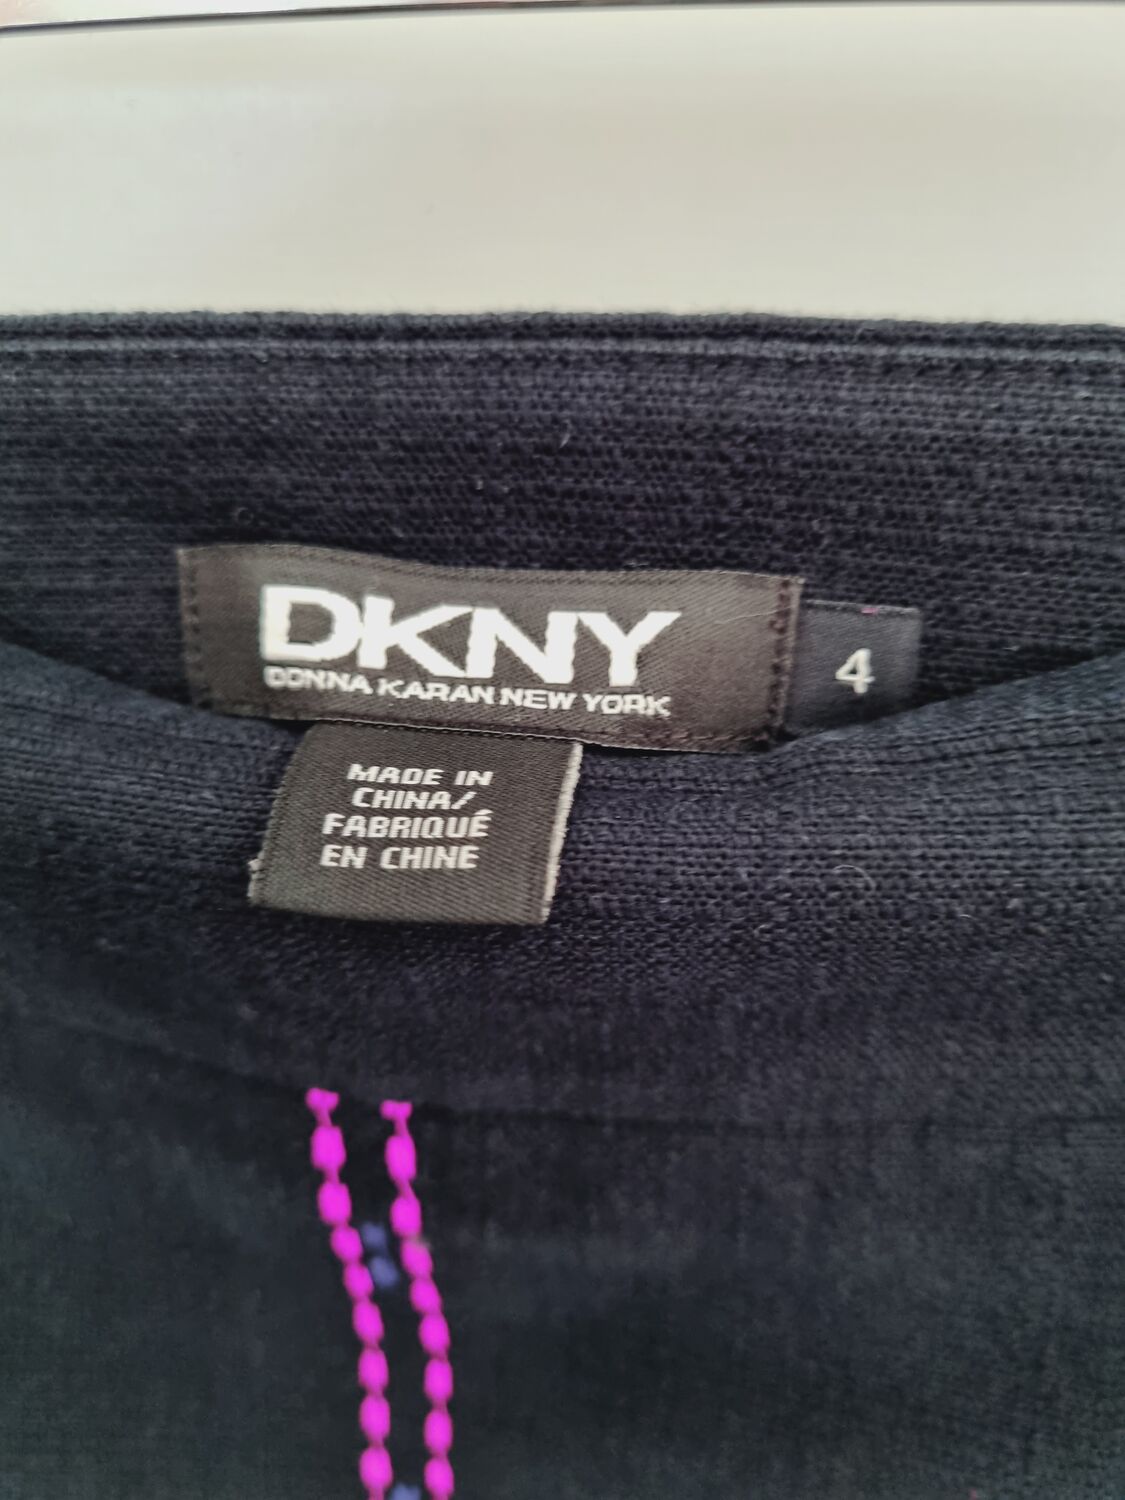 DKNY
DONNA KARAN NEW YORK
4
MADE IN
CHINA/
FABRIQUÉ
EN CHINE